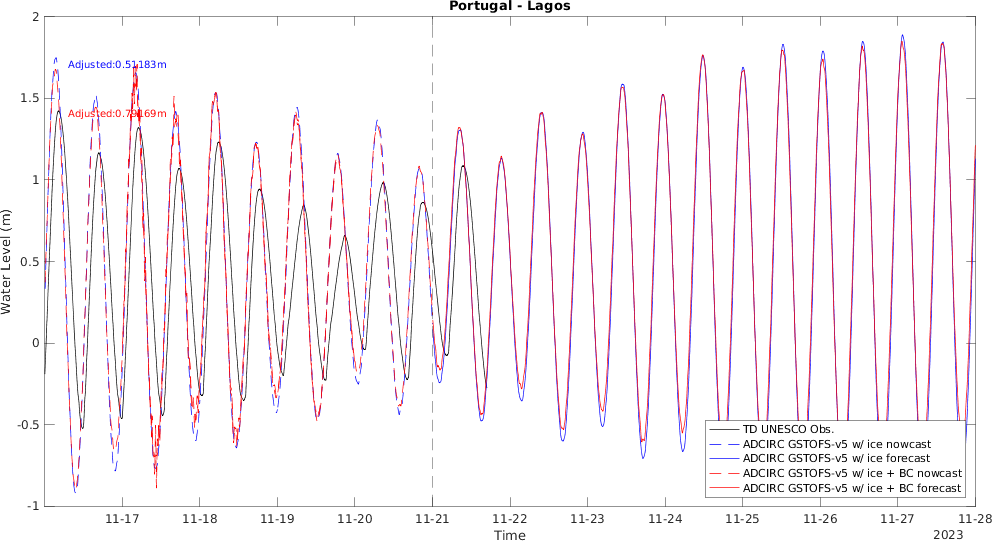 Portugal - Lagos
Water Level (m)
2
1.5
1
0.5
0
-0.5
-1
Adjusted:0.51183m
Adjusted:0.79169m
TD UNESCO Obs.
ADCIRC GSTOFS-v5 w/ ice nowcast
ADCIRC GSTOFS-v5 w/ ice forecast
ADCIRC GSTOFS-v5 w/ ice + BC nowcast
ADCIRC GSTOFS-v5 w/ ice + BC forecast
11-17 11-18 11-19 11-20 11-21 11-22 11-23 11-24 11-25 11-26 11-27 11-28
Time
2023